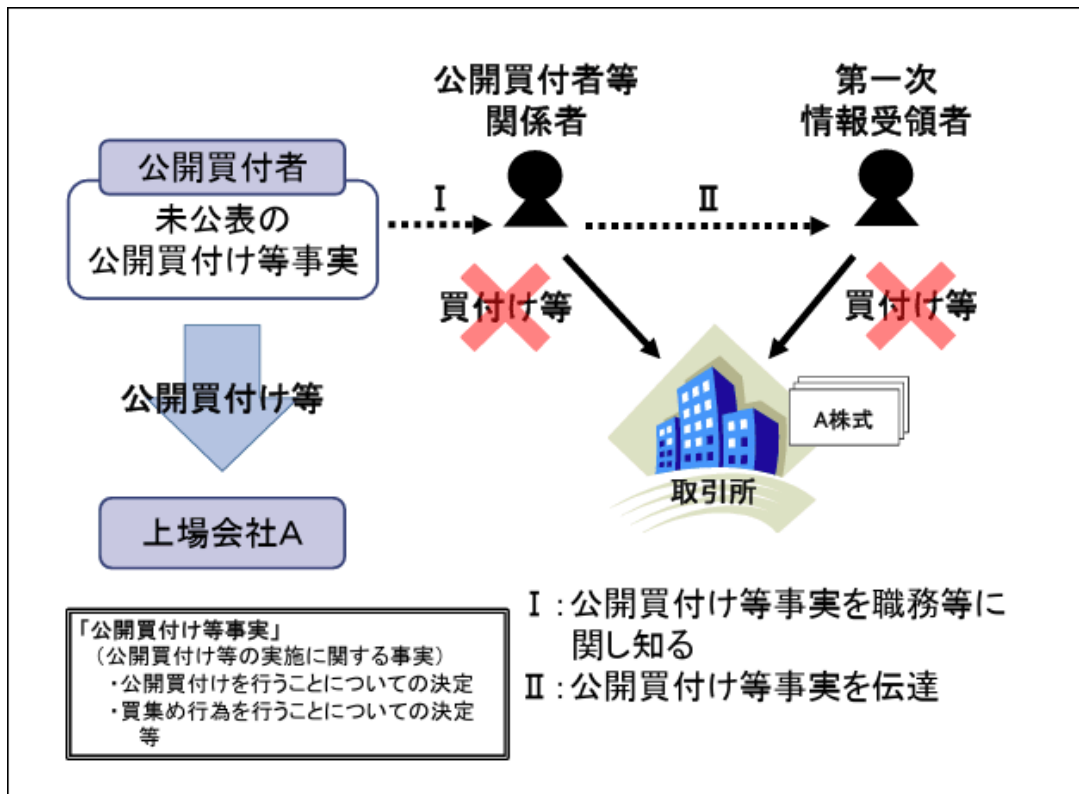 公開買付者等
関係者
第一次
情報受領者
公開買付者
未公表の
公開買付け等事実
Ⅰ
Ⅱ
買付け等
買付け等
公開買付け等
A株式
取引所
上場会社A
「公開買付け等事実」
（公開買付け等の実施に関する事実）
・公開買付けを行うことについての決定
・買集め行為を行うことについての決定
等
Ⅰ：公開買付け等事実を職務等に
関し知る
Ⅱ：公開買付け等事実を伝達